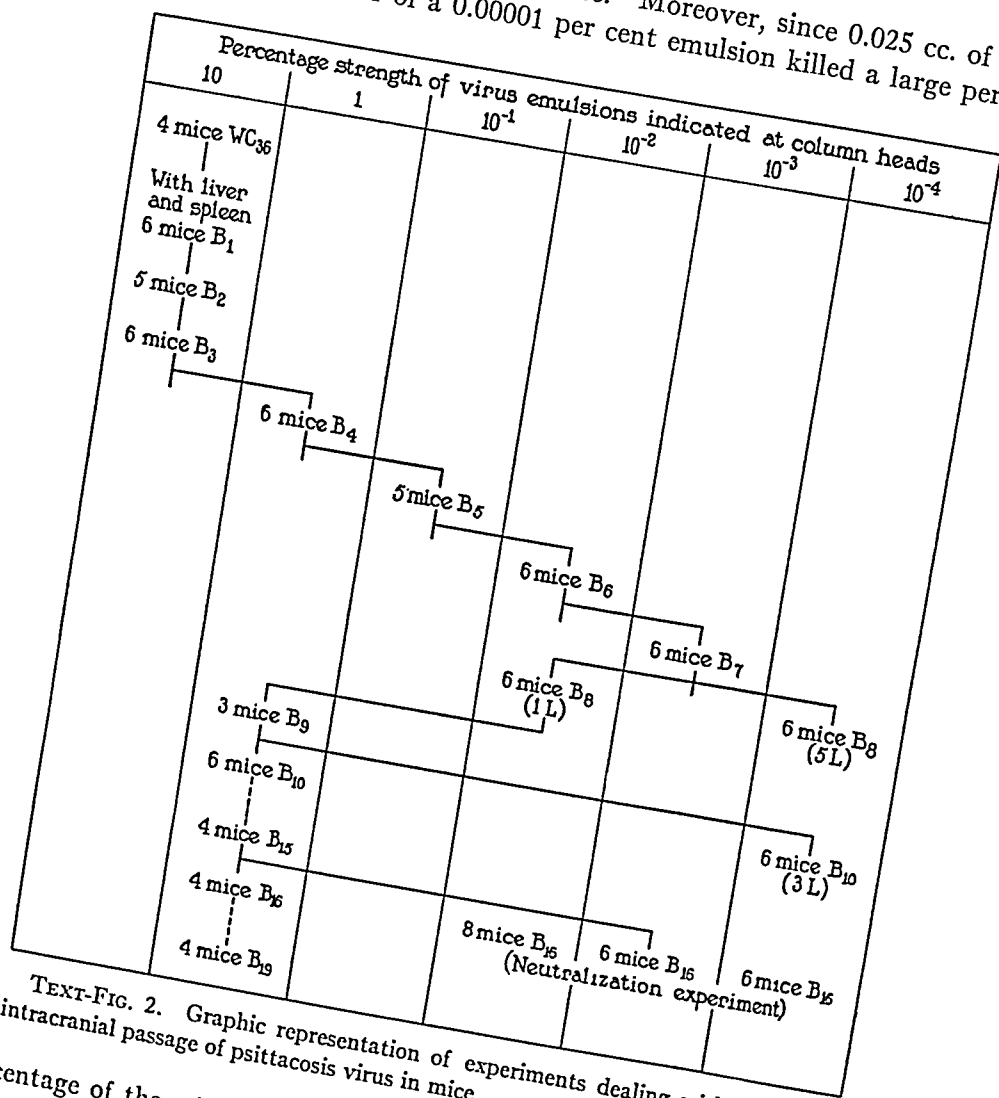 Moreover, since 0.025 cc. of
of a 0.00001 per cent emulsion killed a large per
Percentage strength of virus emulsions indicated at column heads
10 1 10⁻¹ 10⁻² 10⁻³ 10⁻⁴
4 mice WC₃₆
With liver
and spleen
6 mice B₁
5 mice B₂
6 mice B₃
6 mice B₄
5 mice B₅
6 mice B₆
6 mice B₇
6 mice B₈
(1 L)
6 mice B₈
(5 L)
3 mice B₉
6 mice B₁₀
6 mice B₁₀
(3 L)
4 mice B₁₅
4 mice B₁₆
8 mice B₁₆ 6 mice B₁₆ 6 mice B₁₆
(Neutralization experiment)
4 mice B₁₉
TEXT-FIG. 2. Graphic representation of experiments dealing
intracranial passage of psittacosis virus in mice
centage of the